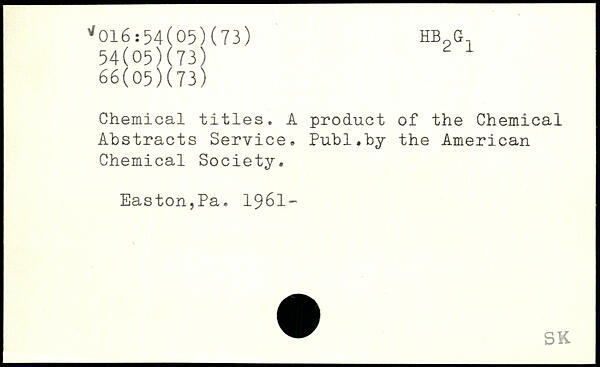 √016:54(05)(73) HB₂G₁
54(05)(73)
66(05)(73)
Chemical titles. A product of the Chemical
Abstracts Service. Publ.by the American
Chemical Society.
Easton,Pa. 1961-
SK